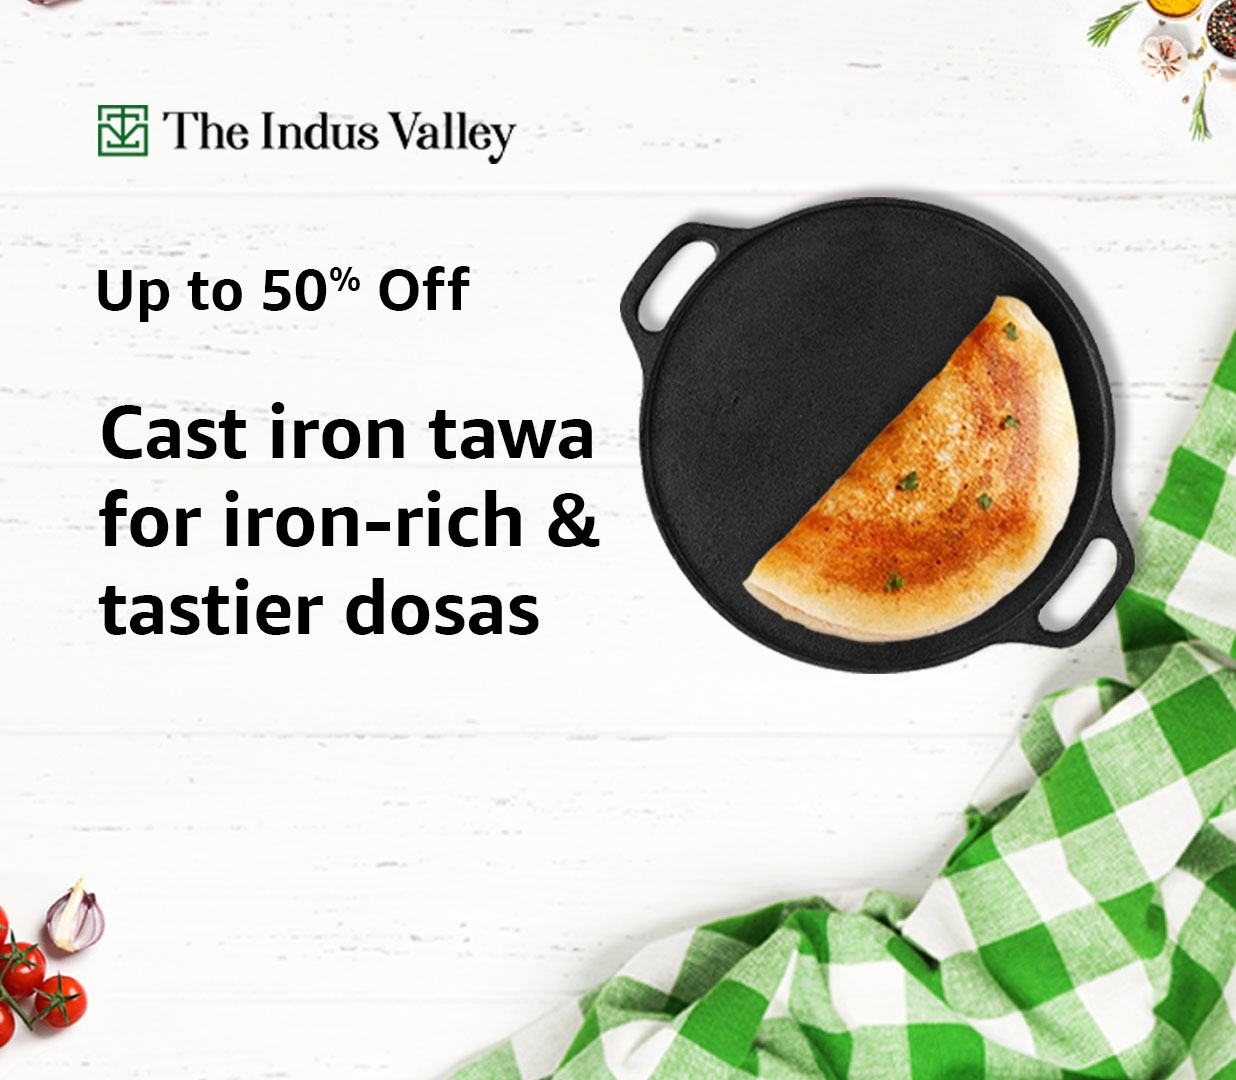 The Indus Valley
Up to 50% Off
Cast iron tawa
for iron-rich &
tastier dosas